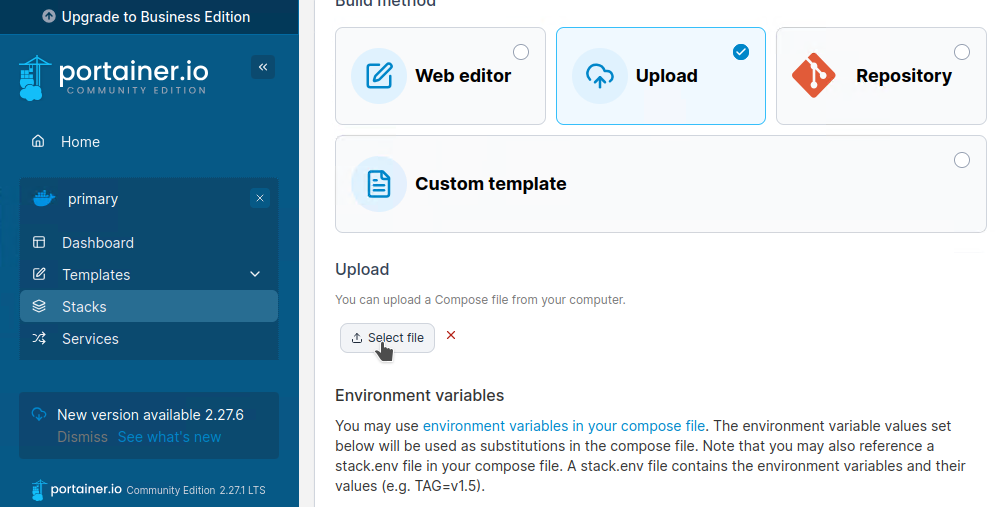 Upgrade to Business Edition
portainer.io
COMMUNITY EDITION
Home
primary
Dashboard
Templates
Stacks
Services
New version available 2.27.6
Dismiss See what's new
portainer.io Community Edition 2.27.1 LTS
Build method
Web editor
Upload
Repository
Custom template
Upload
You can upload a Compose file from your computer.
Select file
Environment variables
You may use environment variables in your compose file. The environment variable values set
below will be used as substitutions in the compose file. Note that you may also reference a
stack.env file in your compose file. A stack.env file contains the environment variables and their
values (e.g. TAG=v1.5).